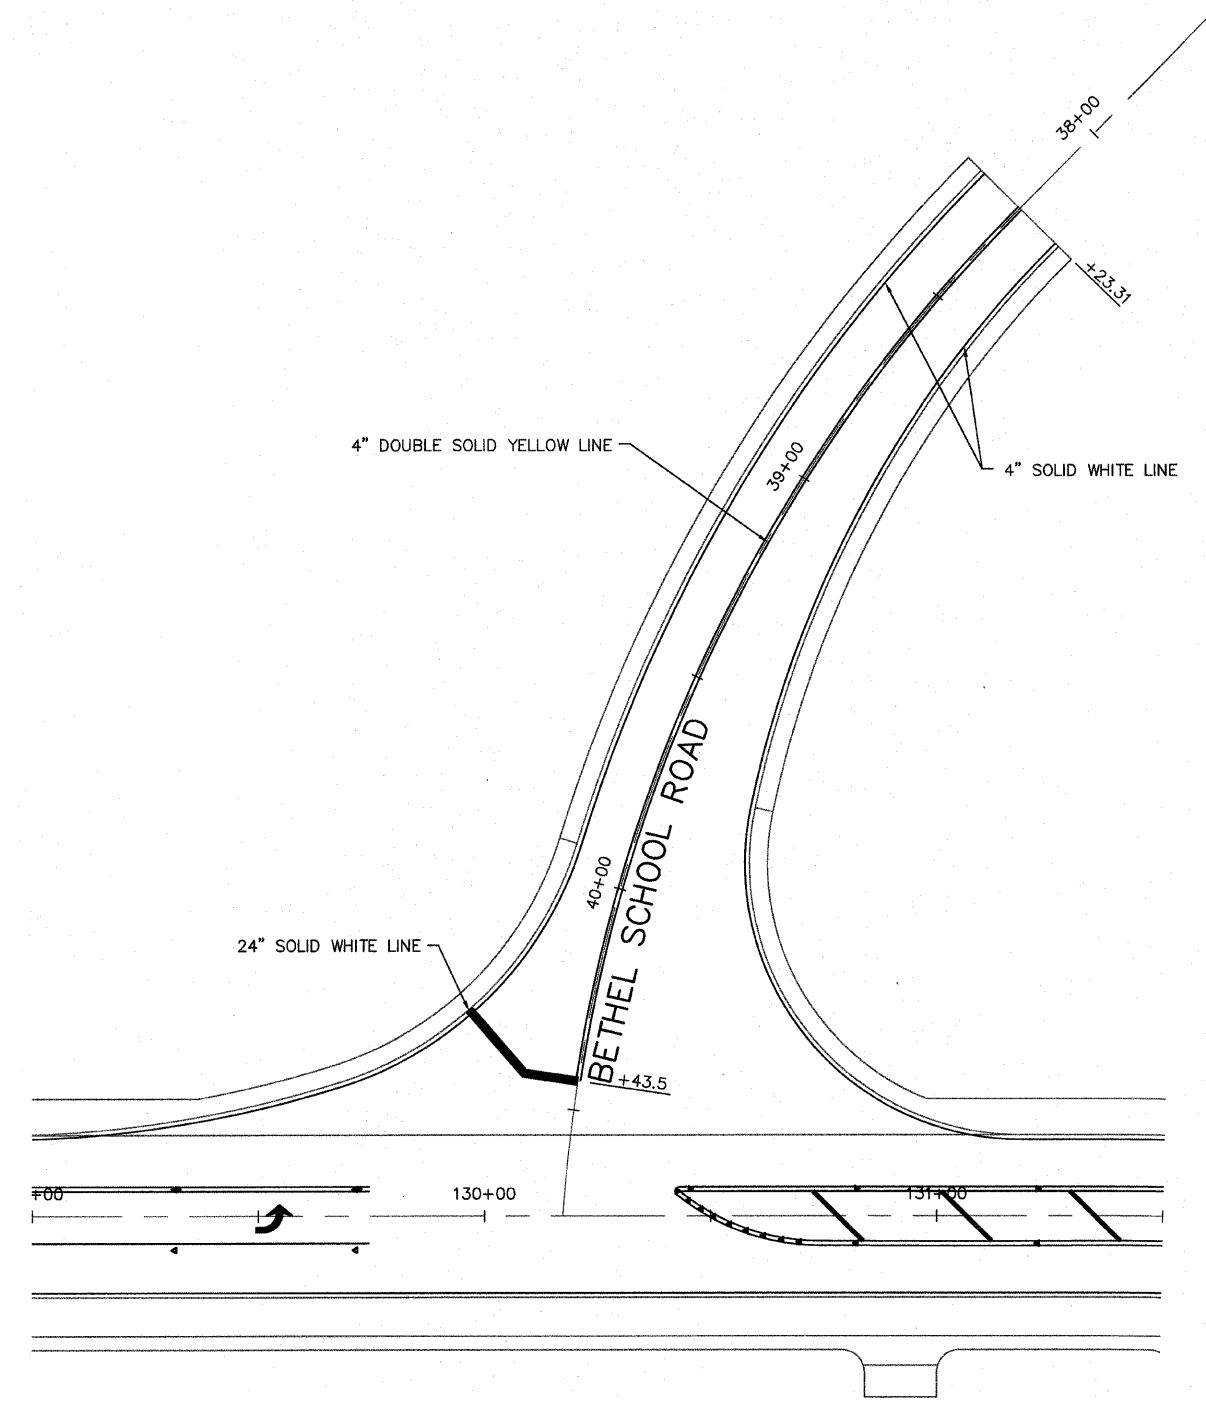 38+00
+23.31
4" DOUBLE SOLID YELLOW LINE
39+00
4" SOLID WHITE LINE
BETHEL SCHOOL ROAD
40+00
24" SOLID WHITE LINE
+43.5
+00
130+00
131+00